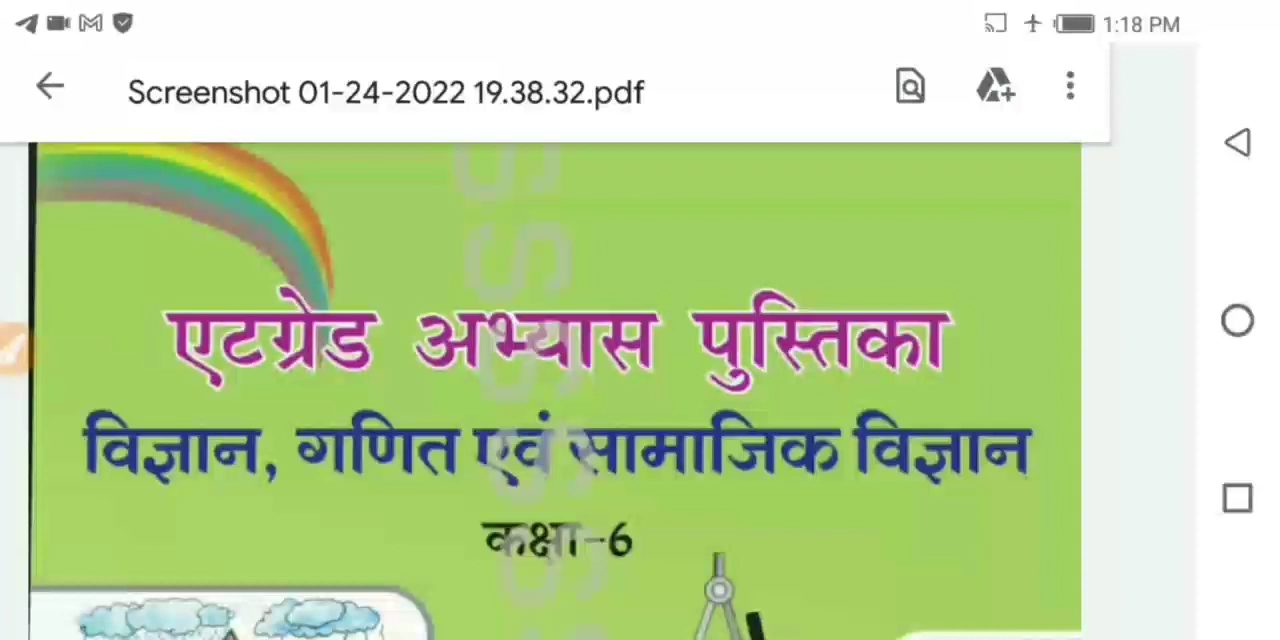 1:18 PM
Screenshot 01-24-2022 19.38.32.pdf
एटग्रेड अभ्यास पुस्तिका
विज्ञान, गणित एवं सामाजिक विज्ञान
कक्षा-6